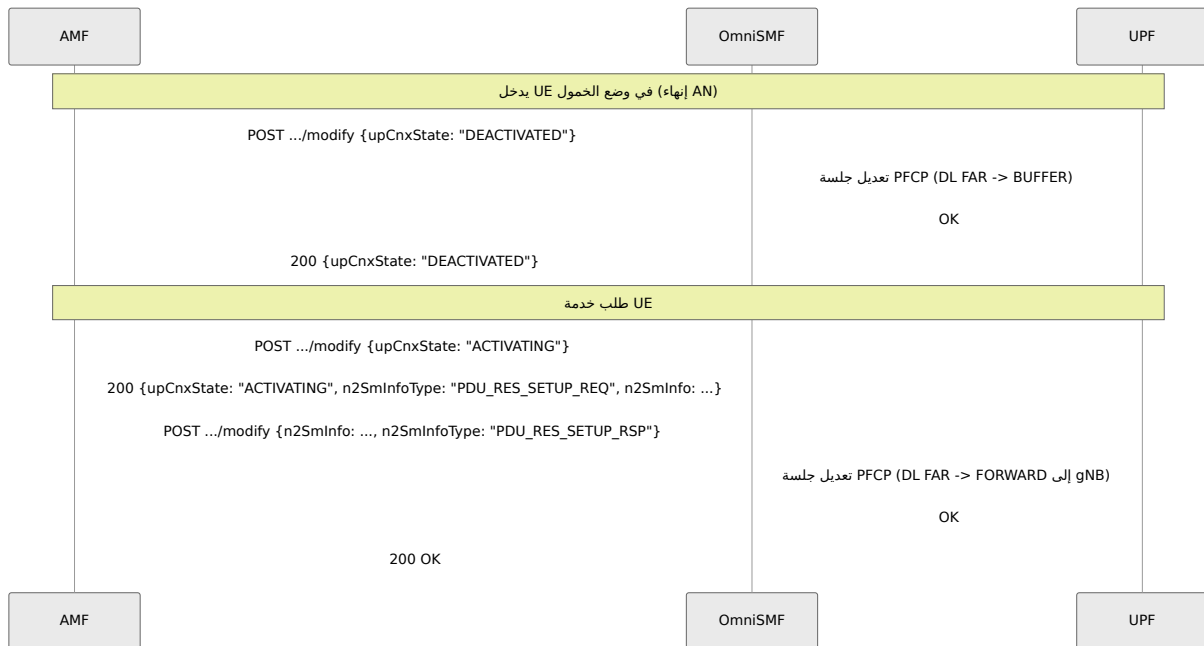 AMF
OmniSMF
UPF
يدخل UE في وضع الخمول (إنهاء AN)
POST .../modify {upCnxState: "DEACTIVATED"}
تعديل جلسة PFCP (DL FAR -> BUFFER)
OK
200 {upCnxState: "DEACTIVATED"}
طلب خدمة UE
POST .../modify {upCnxState: "ACTIVATING"}
200 {upCnxState: "ACTIVATING", n2SmInfoType: "PDU_RES_SETUP_REQ", n2SmInfo: ...}
POST .../modify {n2SmInfo: ..., n2SmInfoType: "PDU_RES_SETUP_RSP"}
تعديل جلسة PFCP (DL FAR -> FORWARD إلى gNB)
OK
200 OK
AMF
OmniSMF
UPF